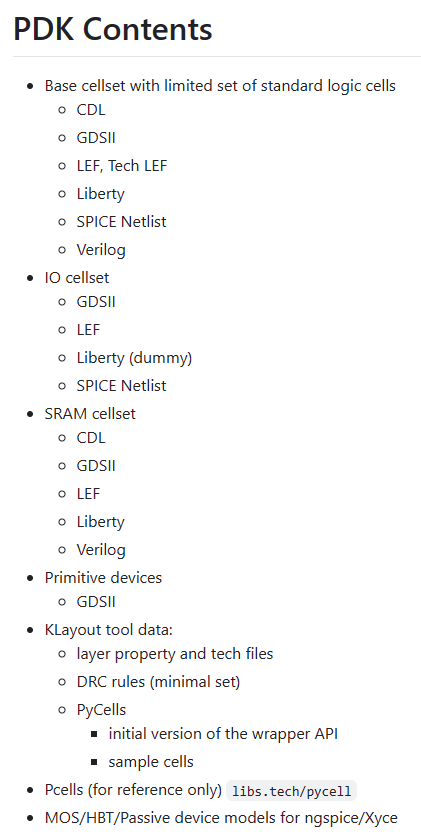 PDK Contents
Base cellset with limited set of standard logic cells
CDL
GDSII
LEF, Tech LEF
Liberty
SPICE Netlist
Verilog
IO cellset
GDSII
LEF
Liberty (dummy)
SPICE Netlist
SRAM cellset
CDL
GDSII
LEF
Liberty
Verilog
Primitive devices
GDSII
KLayout tool data:
layer property and tech files
DRC rules (minimal set)
PyCells
initial version of the wrapper API
sample cells
Pcells (for reference only) libs.tech/pycell
MOS/HBT/Passive device models for ngspice/Xyce